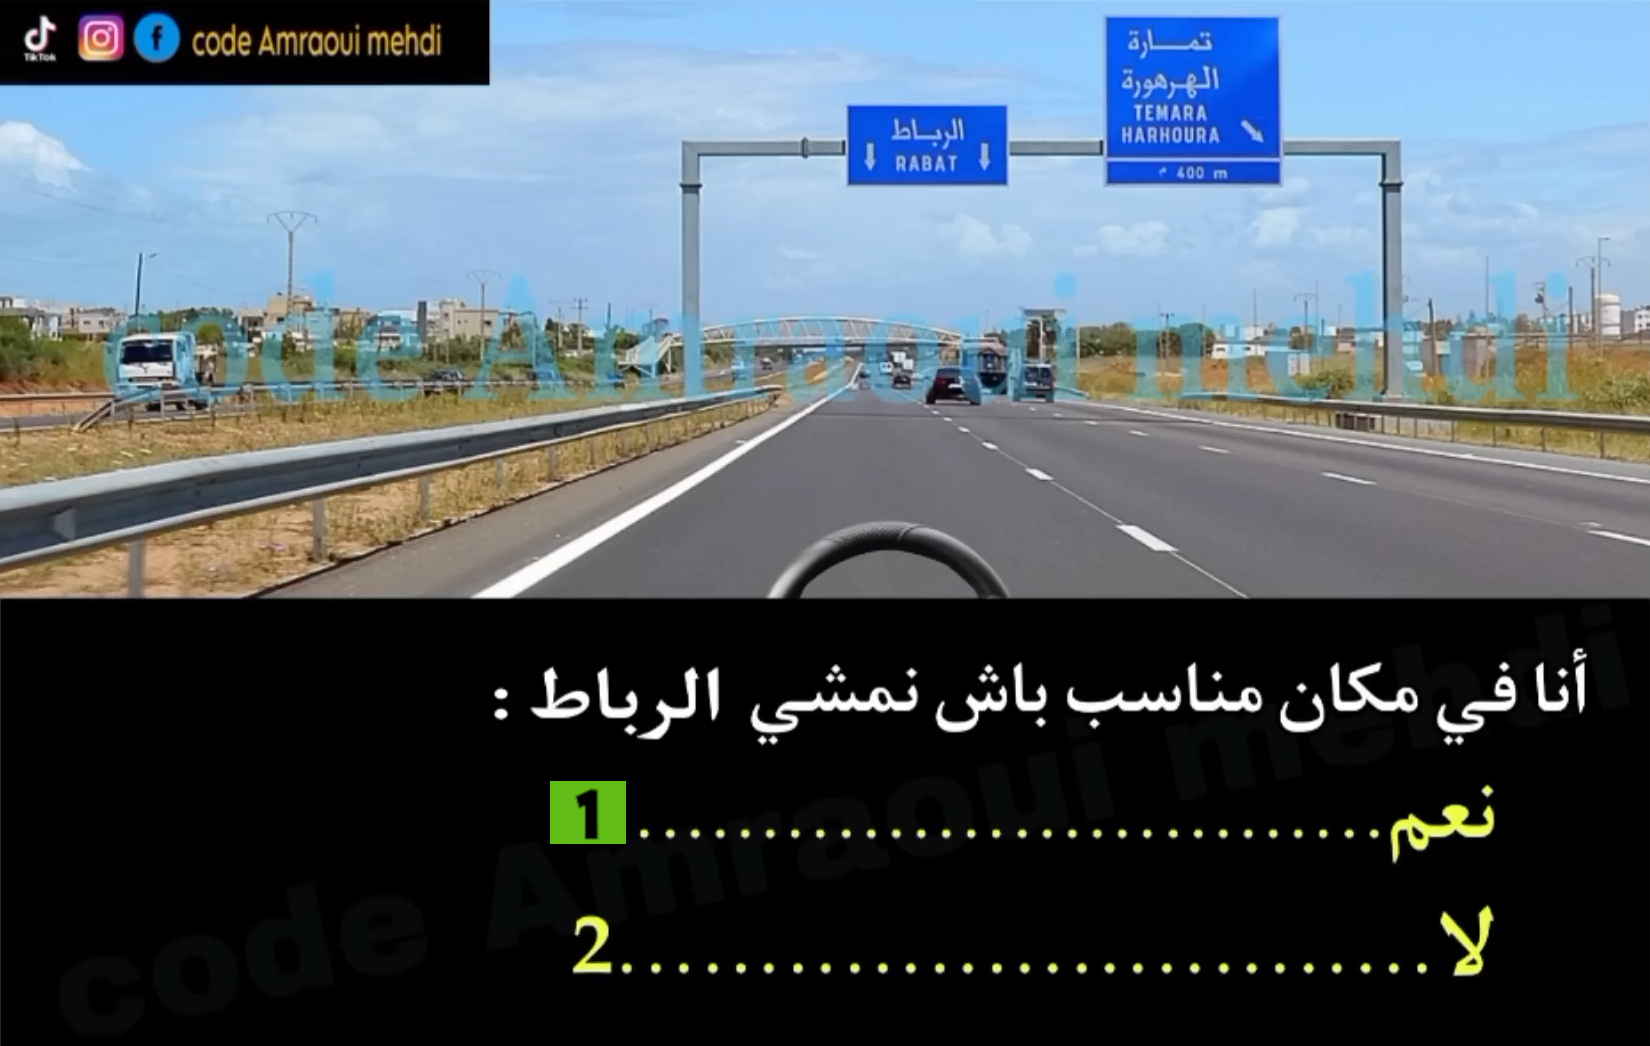 TikTok
code Amraoui mehdi
تمارة
الهرهورة
TEMARA
HARHOURA
م 400 m
الرباط
RABAT
code Amraoui mehdi
أنا في مكان مناسب باش نمشي الرباط :
نعم..............................1
لا..............................2
code Amraoui mehdi